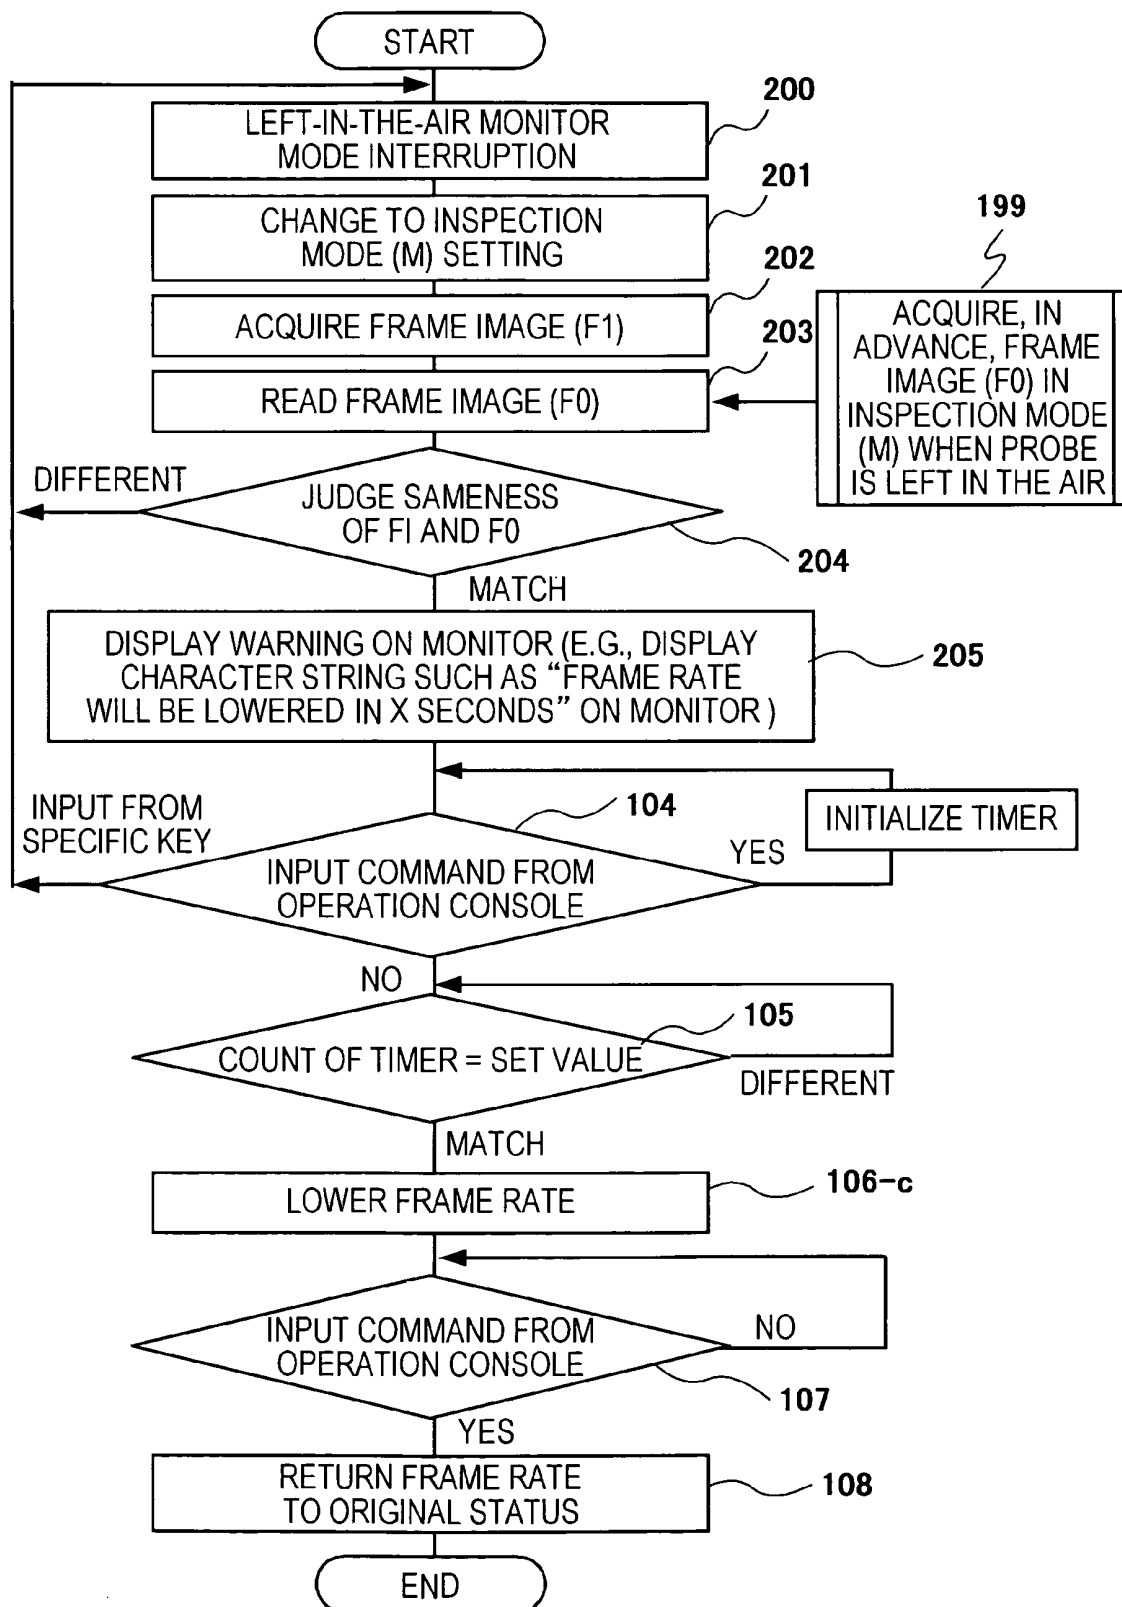 START
200
LEFT-IN-THE-AIR MONITOR
MODE INTERRUPTION
201
CHANGE TO INSPECTION
MODE (M) SETTING
199
202
ACQUIRE FRAME IMAGE (F1)
203
READ FRAME IMAGE (F0)
ACQUIRE, IN
ADVANCE, FRAME
IMAGE (F0) IN
INSPECTION MODE
(M) WHEN PROBE
IS LEFT IN THE AIR
DIFFERENT
JUDGE SAMENESS
OF FI AND F0
204
MATCH
DISPLAY WARNING ON MONITOR (E.G., DISPLAY
CHARACTER STRING SUCH AS “FRAME RATE
WILL BE LOWERED IN X SECONDS” ON MONITOR )
205
INPUT FROM
SPECIFIC KEY
104
INITIALIZE TIMER
YES
INPUT COMMAND FROM
OPERATION CONSOLE
NO
105
COUNT OF TIMER = SET VALUE
DIFFERENT
MATCH
106-c
LOWER FRAME RATE
INPUT COMMAND FROM
OPERATION CONSOLE
NO
107
YES
RETURN FRAME RATE
TO ORIGINAL STATUS
108
END